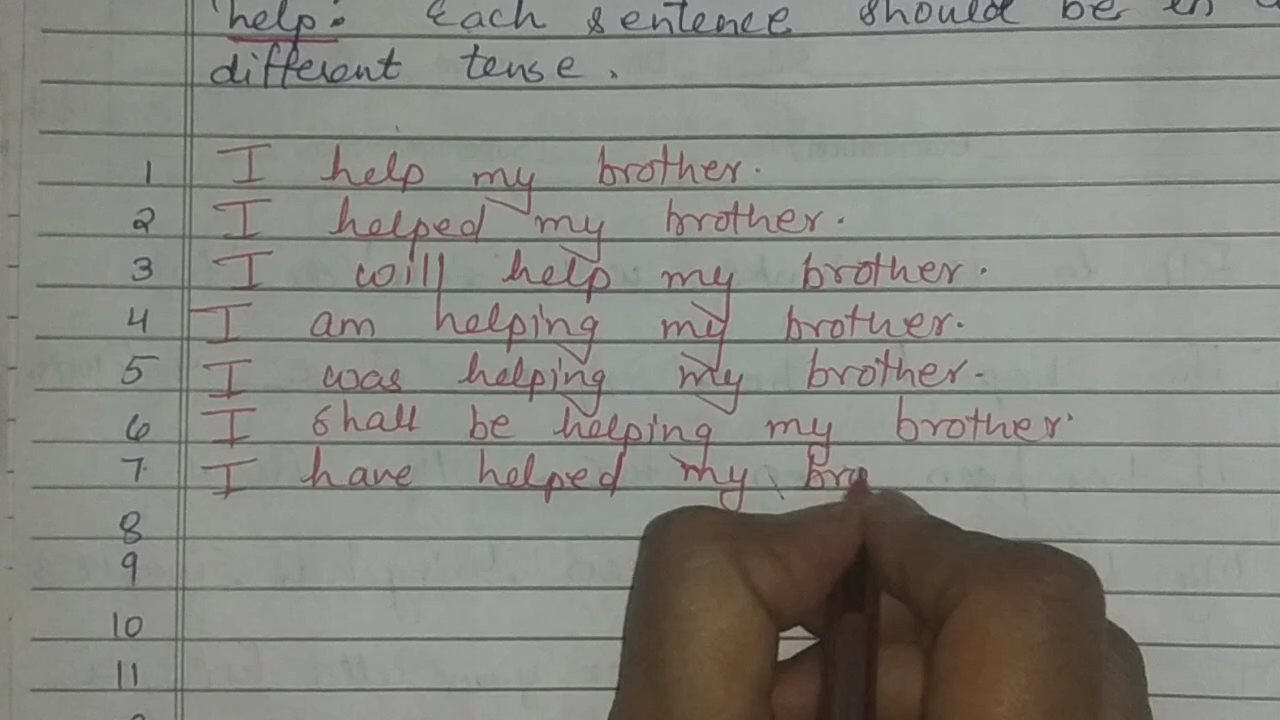 help. Each sentence should be in
different tense.
1 I help my brother.
2 I helped my brother.
3 I will help my brother.
4 I am helping my brother.
5 I was helping my brother.
6 I shall be helping my brother.
7. I have helped my bro
8
9
10
11